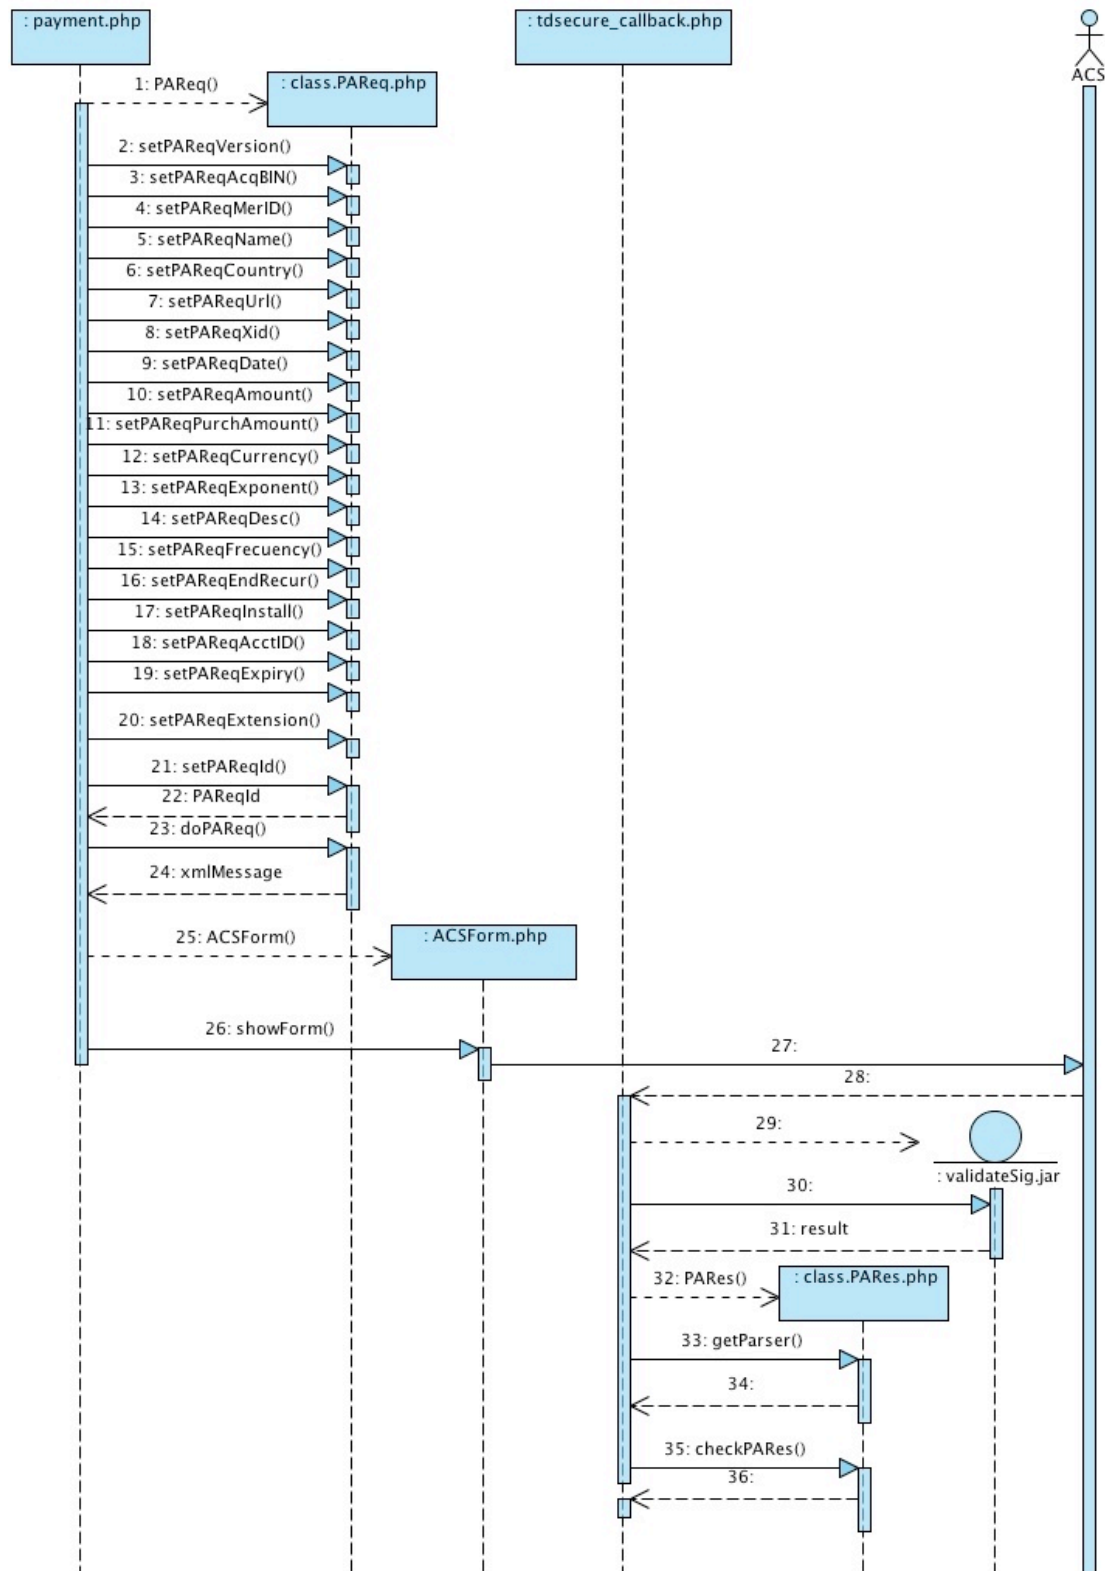 : payment.php
: tdsecure_callback.php
ACS
1: PAReq()
: class.PAReq.php
2: setPAReqVersion()
3: setPAReqAcqBIN()
4: setPAReqMerID()
5: setPAReqName()
6: setPAReqCountry()
7: setPAReqUrl()
8: setPAReqXid()
9: setPAReqDate()
10: setPAReqAmount()
11: setPAReqPurchAmount()
12: setPAReqCurrency()
13: setPAReqExponent()
14: setPAReqDesc()
15: setPAReqFrecuency()
16: setPAReqEndRecur()
17: setPAReqInstall()
18: setPAReqAcctID()
19: setPAReqExpiry()
20: setPAReqExtension()
21: setPAReqId()
22: PAReqId
23: doPAReq()
24: xmlMessage
25: ACSForm()
: ACSForm.php
26: showForm()
27:
28:
29:
: validateSig.jar
30:
31: result
32: PARes()
: class.PARes.php
33: getParser()
34:
35: checkPARes()
36: